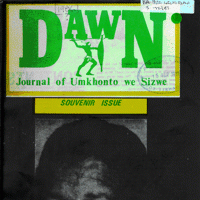 DAWN
Journal of Umkhonto we Sizwe
SOUVENIR ISSUE